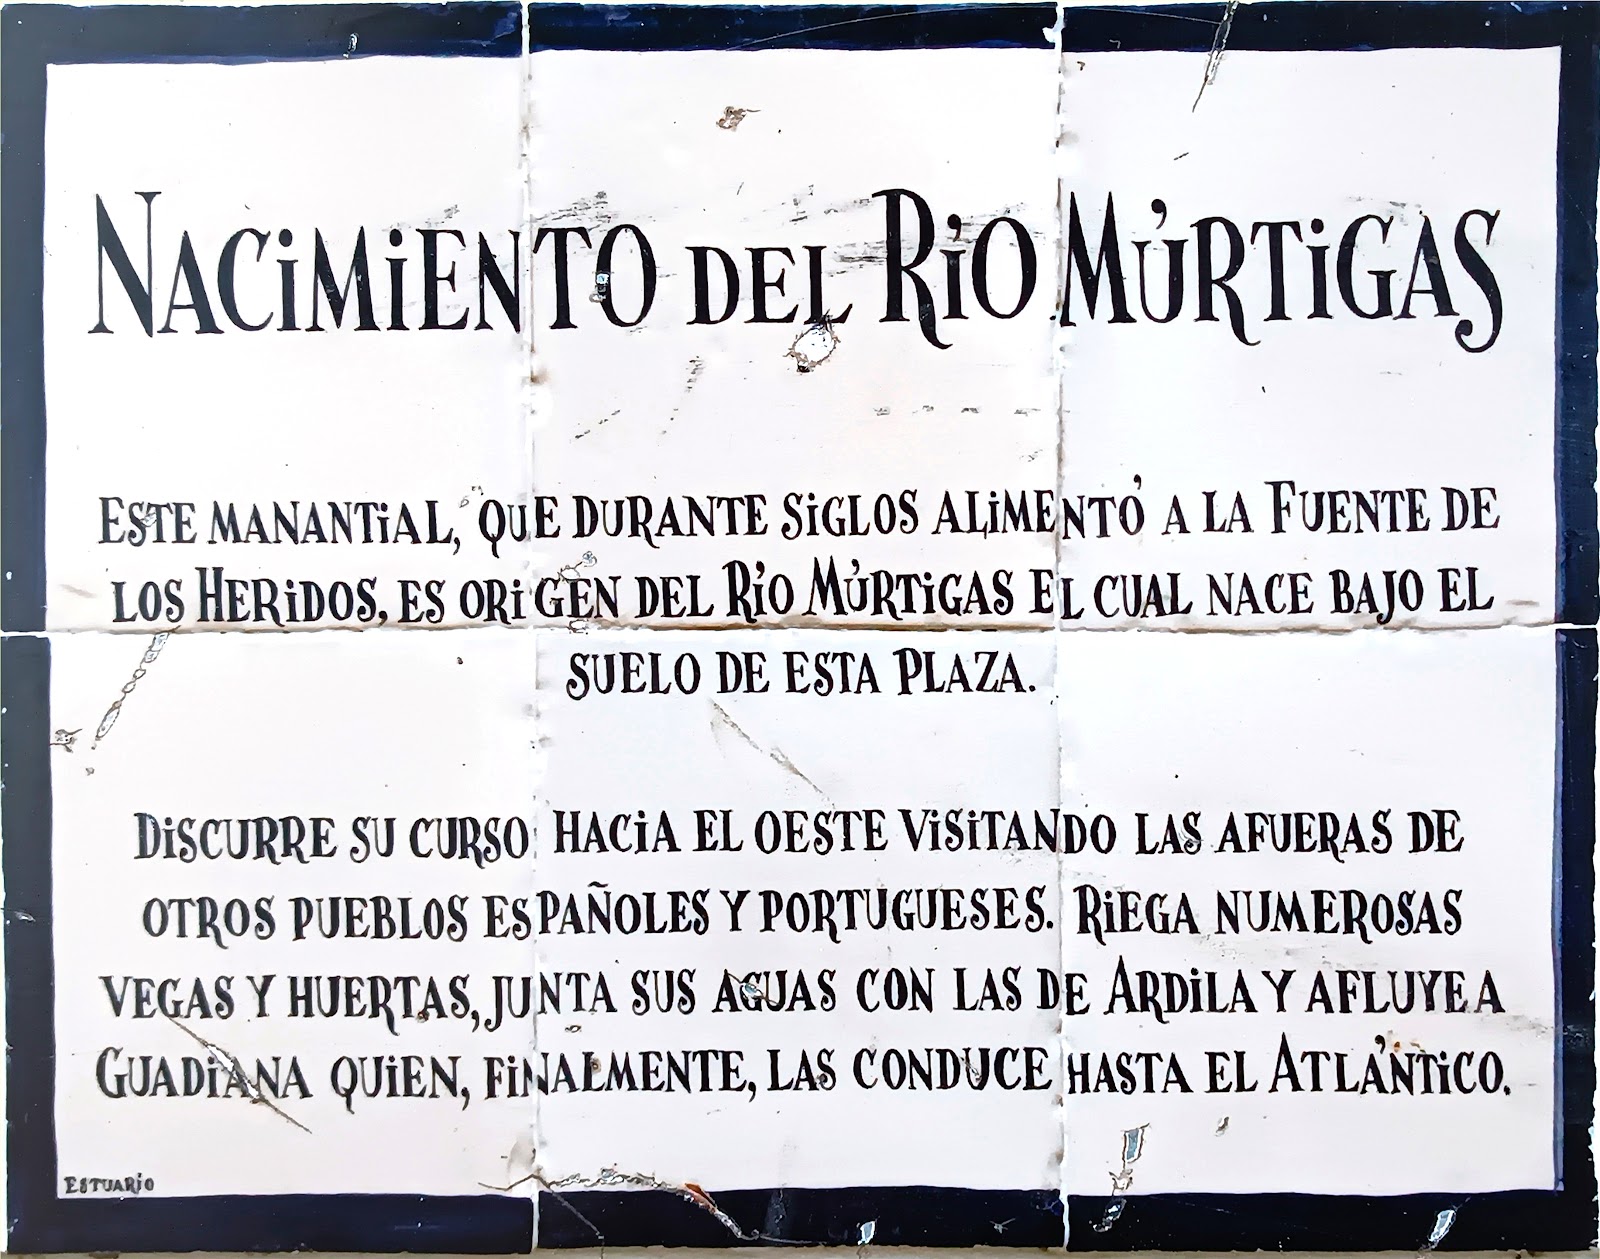 NACiMiENTO DEL RíO MÚRTiGAS
ESTE MANANTiAL, QUE DURANTE SiGLOS ALiMENTÓ A LA FUENTE DE
LOS HERiDOS, ES ORiGEN DEL RíO MÚRTiGAS EL CUAL NACE BAJO EL
SUELO DE ESTA PLAZA.
DiSCURRE SU CURSO HACiA EL OESTE ViSiTANDO LAS AFUERAS DE
OTROS PUEBLOS ESPAÑOLES Y PORTUGUESES. RiEGA NUMEROSAS
VEGAS Y HUERTAS, JUNTA SUS AGUAS CON LAS DE ARDiLA Y AFLUYE A
GUADiANA QUiEN, FiNALMENTE, LAS CONDUCE HASTA EL ATLÁNTiCO.
ESTUARiO